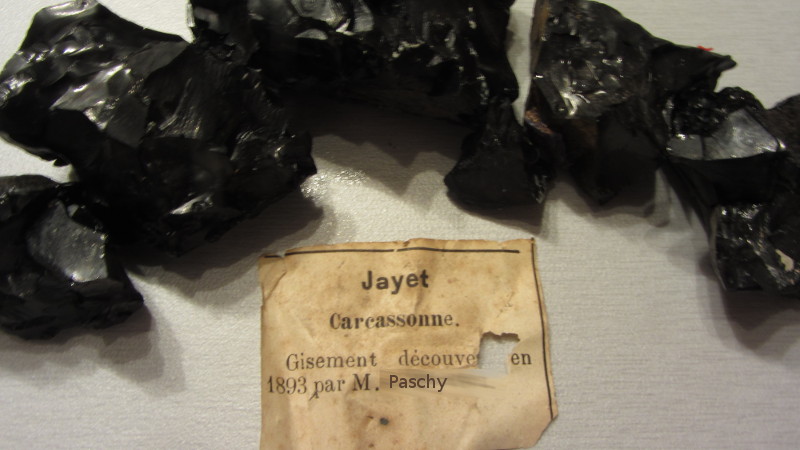 Jayet
Carcassonne.
Gisement découve en
1893 par M. Paschy